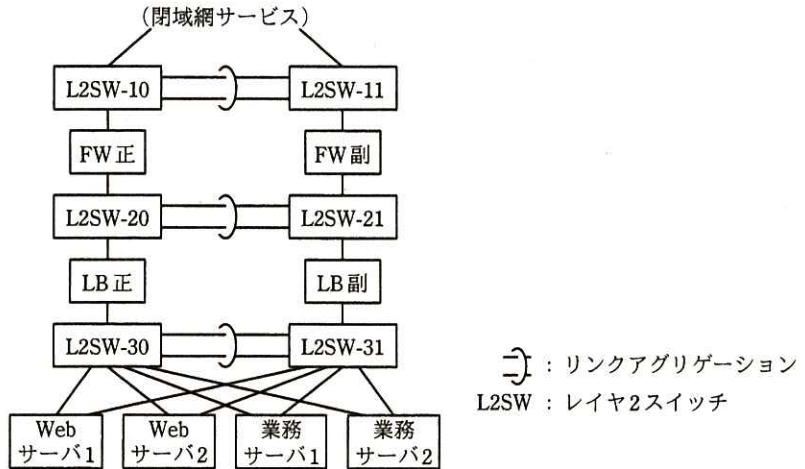 (閉域網サービス)
L2SW-10
L2SW-11
FW正
FW副
L2SW-20
L2SW-21
LB正
LB副
L2SW-30
L2SW-31
:リンクアグリゲーション
L2SW :レイヤ2スイッチ
Web
サーバ1
Web
サーバ2
業務
サーバ1
業務
サーバ2